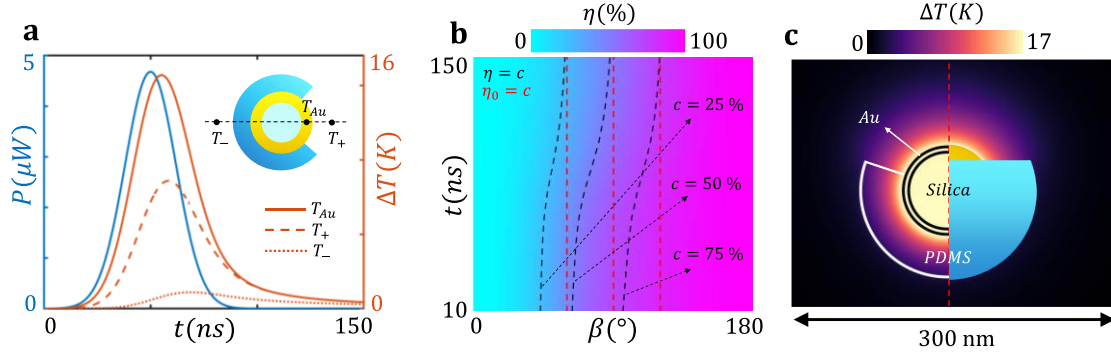 a
5
P(μW)
0
16
ΔT(K)
0
T_Au
T_−
T_+
T_Au
T_+
T_−
0
t(ns)
150
b
η(%)
0
100
150
t(ns)
10
η = c
η₀ = c
c = 25 %
c = 50 %
c = 75 %
0
β(°)
180
c
ΔT(K)
0
17
Au
Silica
PDMS
300 nm